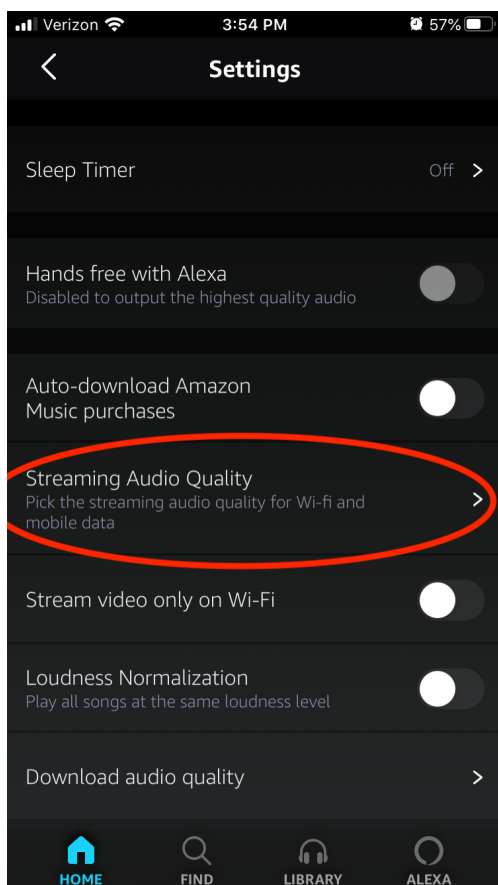 Verizon 3:54 PM 57%
Settings
Sleep Timer Off
Hands free with Alexa
Disabled to output the highest quality audio
Auto-download Amazon
Music purchases
Streaming Audio Quality
Pick the streaming audio quality for Wi-fi and
mobile data
Stream video only on Wi-Fi
Loudness Normalization
Play all songs at the same loudness level
Download audio quality
HOME FIND LIBRARY ALEXA